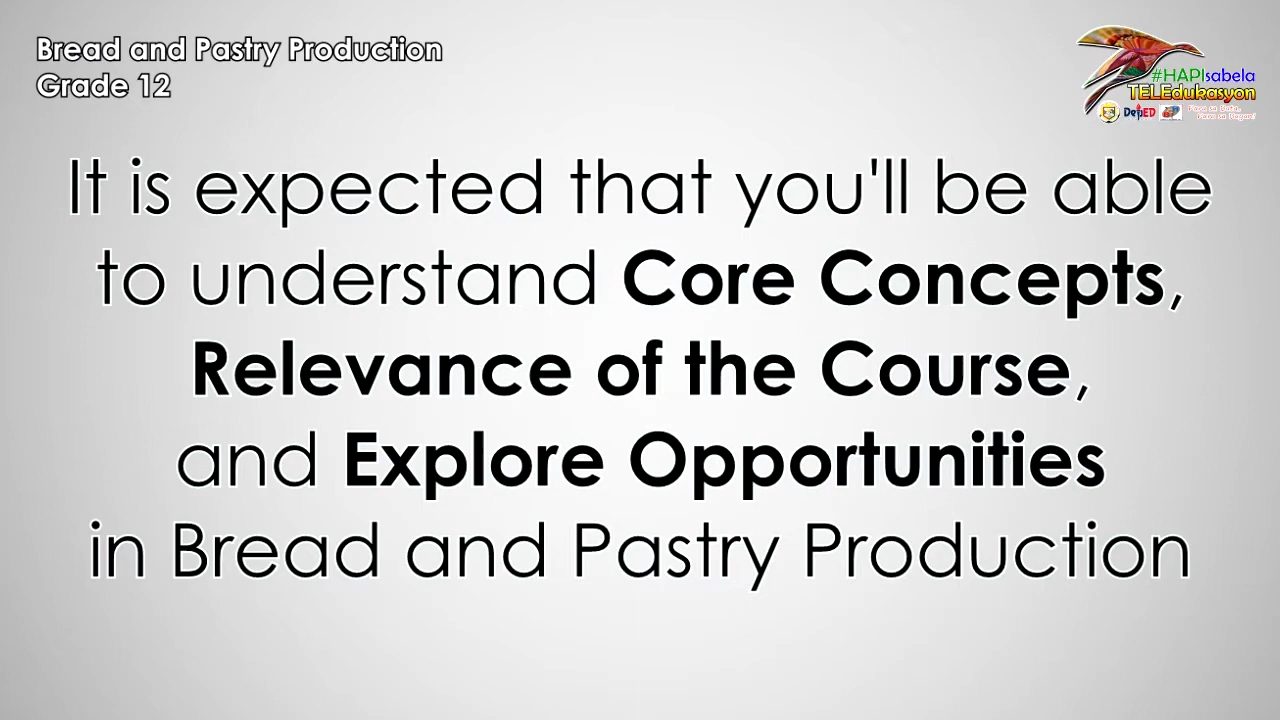 Bread and Pastry Production
Grade 12
#HAPIsabela
TELEdukasyon
DepED
It is expected that you'll be able
to understand Core Concepts,
Relevance of the Course,
and Explore Opportunities
in Bread and Pastry Production